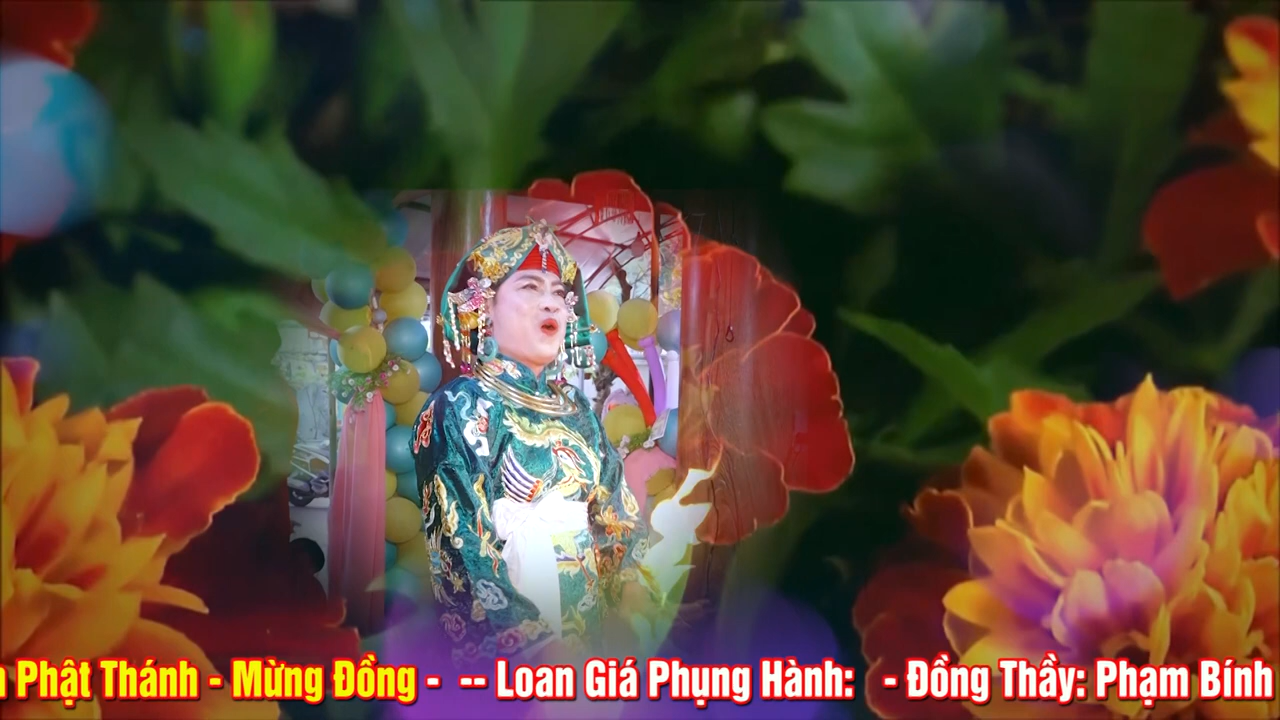 Phật Thánh - Mừng Đồng - -- Loan Giá Phụng Hành: - Đồng Thầy: Phạm Bính